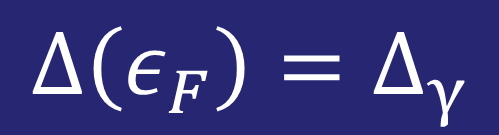 Δ(ϵ_F) = Δ_γ